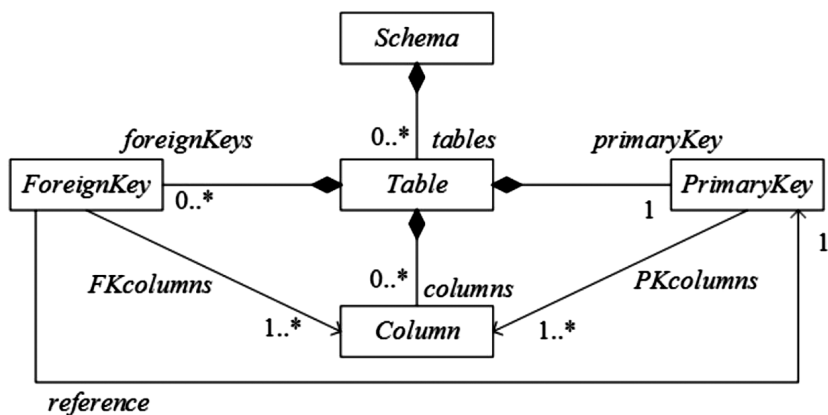 Schema
foreignKeys
0..* tables
primaryKey
ForeignKey
Table
PrimaryKey
0..*
1
1
FKcolumns
0..* columns
PKcolumns
1..*
Column
1..*
reference